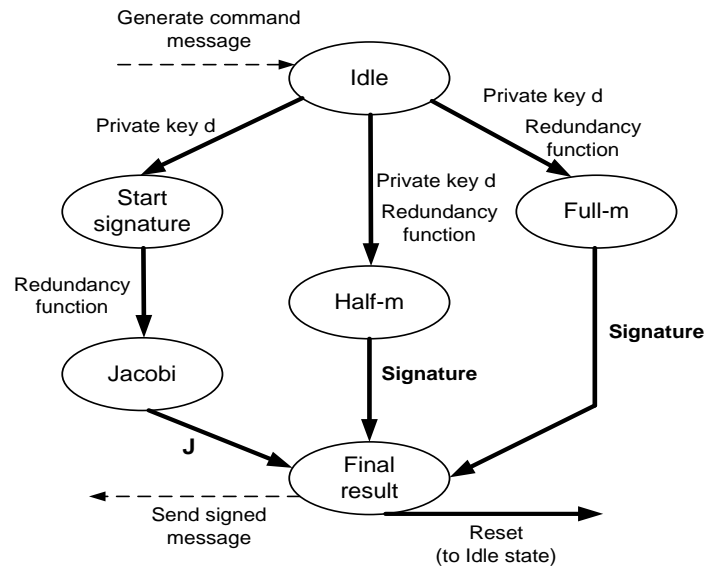 Generate command
message
Idle
Private key d
Private key d
Redundancy
function
Start
signature
Private key d
Redundancy
function
Full-m
Redundancy
function
Half-m
Signature
Jacobi
Signature
J
Final
result
Send signed
message
Reset
(to Idle state)